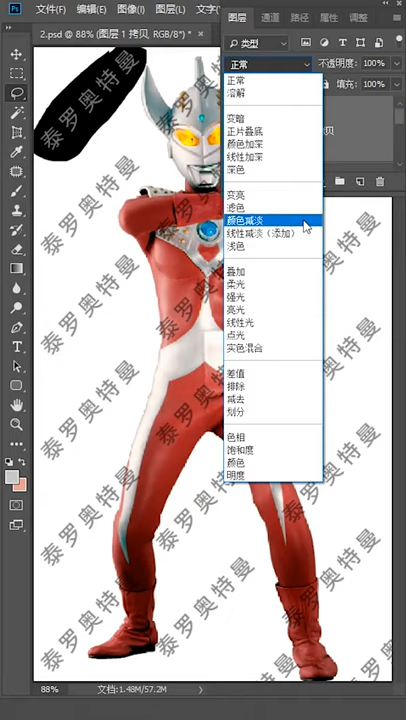 Ps
文件(F)
编辑(E)
图像(I)
图层(L)
文字
2.psd @ 88% (图层 1 拷贝, RGB/8*) *
图层
通道
路径
属性
调整
类型
正常
不透明度: 100%
填充: 100%
正常
溶解
变暗
正片叠底
颜色加深
线性加深
深色
变亮
滤色
颜色减淡
线性减淡（添加）
浅色
叠加
柔光
强光
亮光
线性光
点光
实色混合
差值
排除
减去
划分
色相
饱和度
颜色
明度
泰罗奥特曼
泰罗奥特曼
泰罗奥特曼
泰罗奥特曼
泰罗奥特曼
泰罗奥特曼
泰罗奥特曼
泰罗奥特曼
泰罗奥特曼
88%
文档:1.48M/57.2M